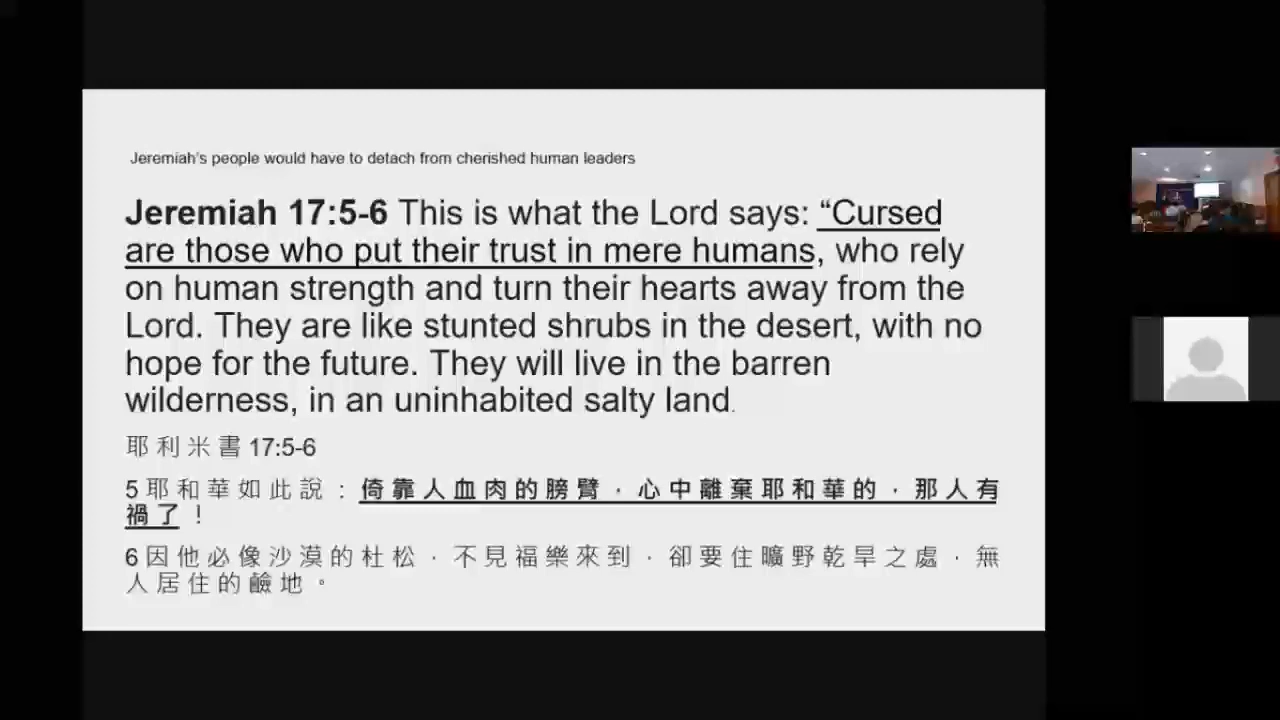 Jeremiah's people would have to detach from cherished human leaders
Jeremiah 17:5-6 This is what the Lord says: “Cursed
are those who put their trust in mere humans, who rely
on human strength and turn their hearts away from the
Lord. They are like stunted shrubs in the desert, with no
hope for the future. They will live in the barren
wilderness, in an uninhabited salty land.
耶利米書 17:5-6
5 耶和華如此說：倚靠人血肉的膀臂，心中離棄耶和華的，那人有
禍了！
6 因他必像沙漠的杜松，不見福樂來到，卻要住曠野乾旱之處，無
人居住的鹼地。